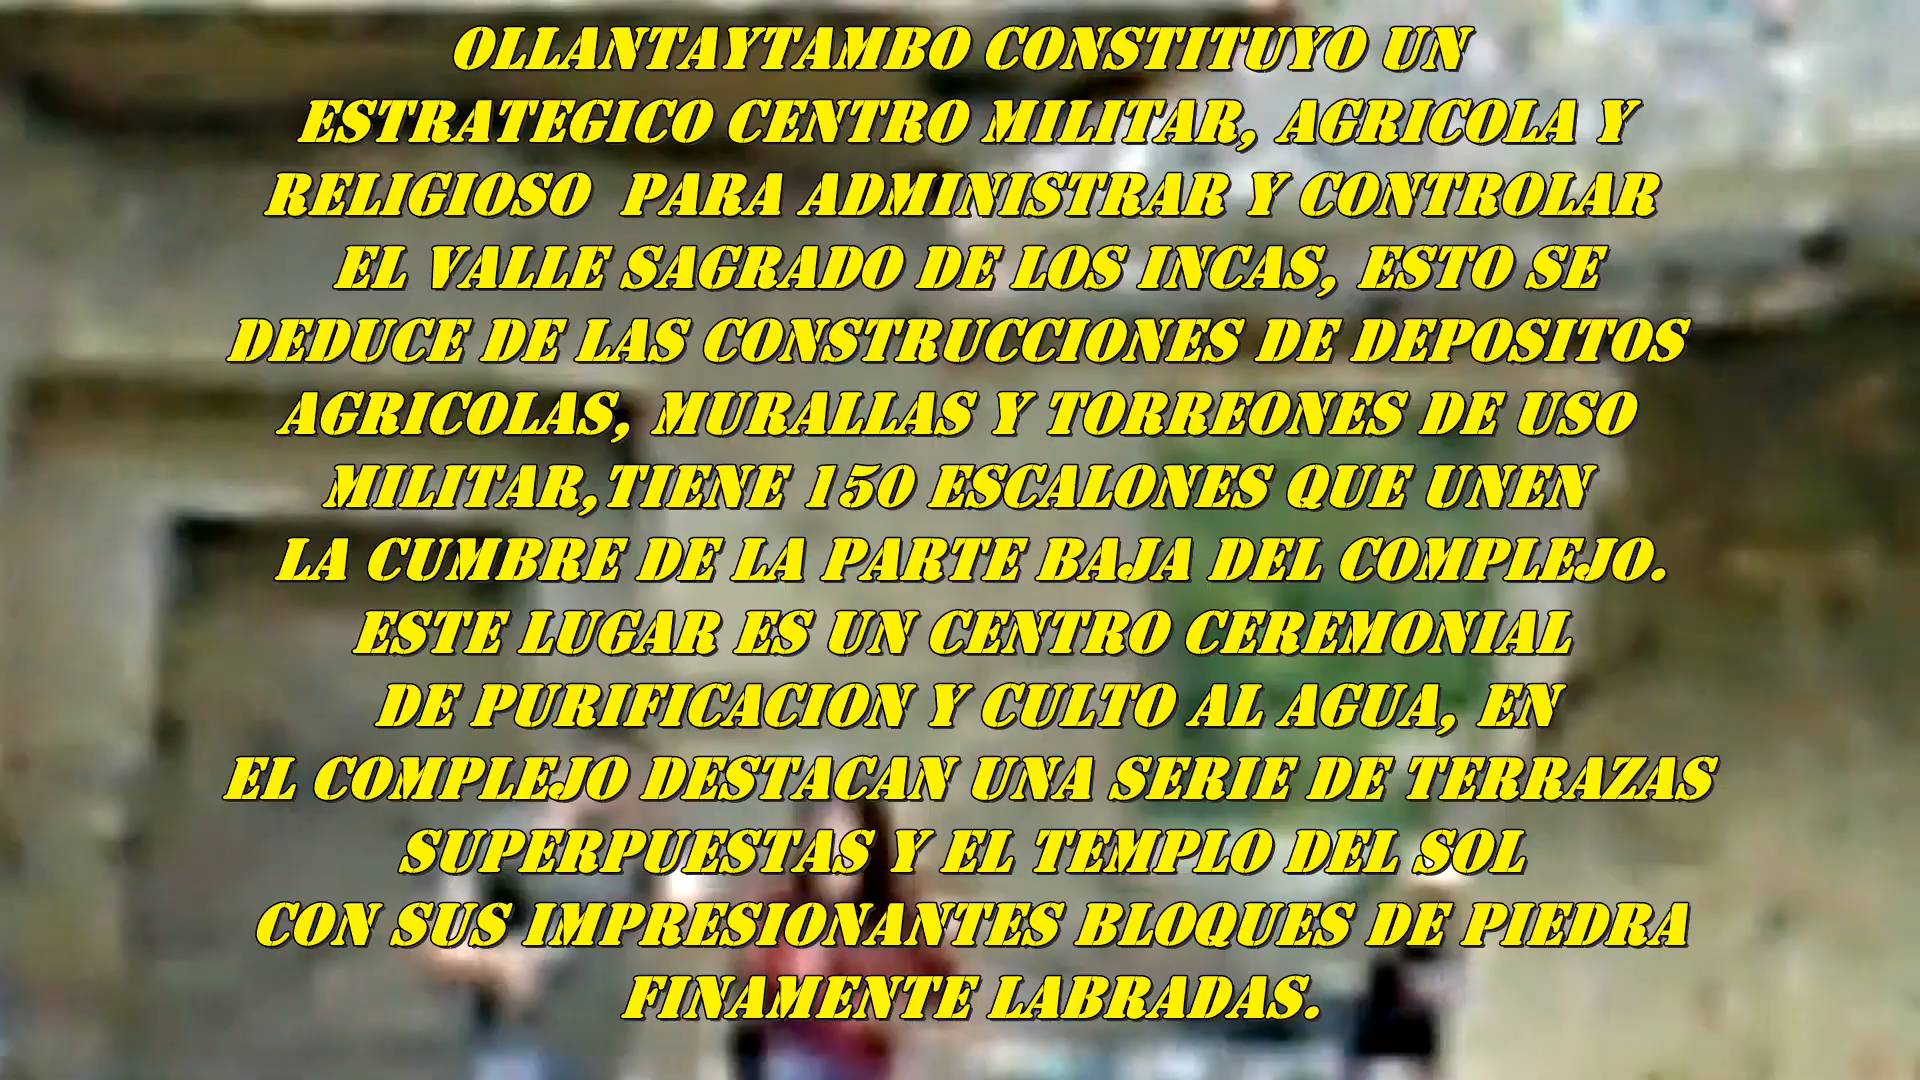 OLLANTAYTAMBO CONSTITUYO UN
ESTRATEGICO CENTRO MILITAR, AGRICOLA Y
RELIGIOSO  PARA ADMINISTRAR Y CONTROLAR
EL VALLE SAGRADO DE LOS INCAS, ESTO SE
DEDUCE DE LAS CONSTRUCCIONES DE DEPOSITOS
AGRICOLAS, MURALLAS Y TORREONES DE USO
MILITAR,TIENE 150 ESCALONES QUE UNEN
LA CUMBRE DE LA PARTE BAJA DEL COMPLEJO.
ESTE LUGAR ES UN CENTRO CEREMONIAL
DE PURIFICACION Y CULTO AL AGUA, EN
EL COMPLEJO DESTACAN UNA SERIE DE TERRAZAS
SUPERPUESTAS Y EL TEMPLO DEL SOL
CON SUS IMPRESIONANTES BLOQUES DE PIEDRA
FINAMENTE LABRADAS.